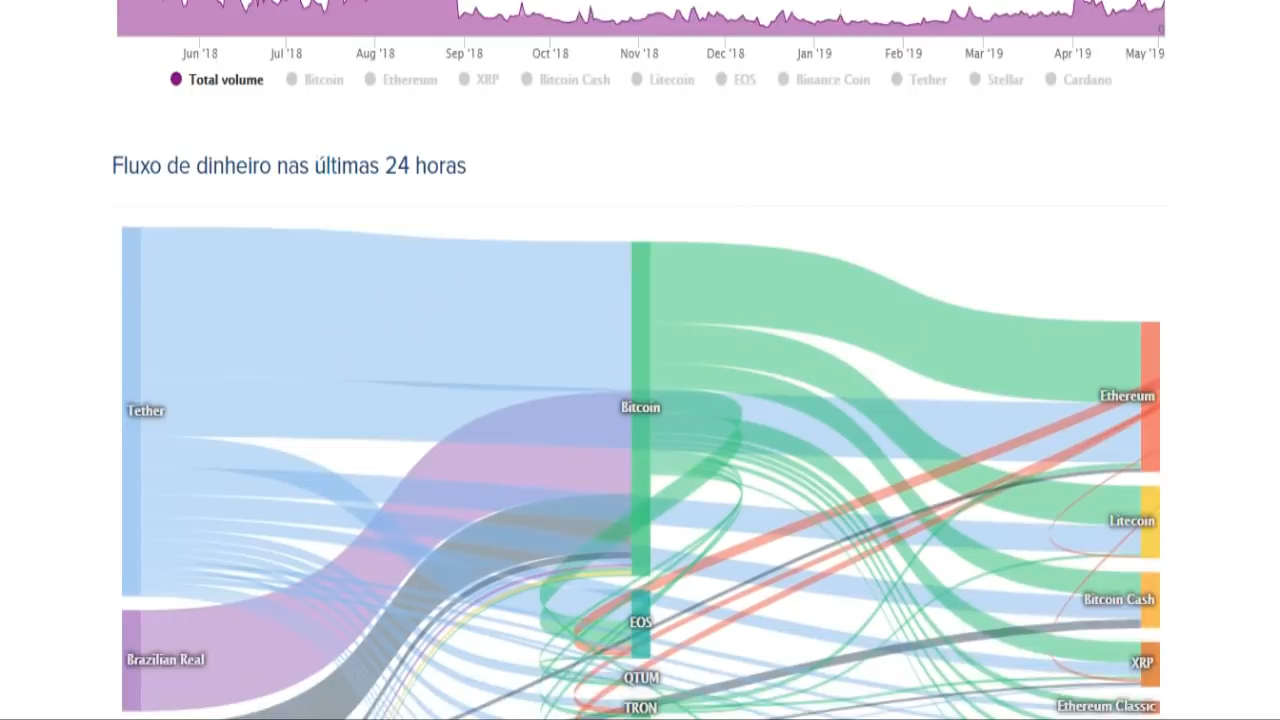 Jun '18 Jul '18 Aug '18 Sep '18 Oct '18 Nov '18 Dec '18 Jan '19 Feb '19 Mar '19 Apr '19 May '19
Total volume Bitcoin Ethereum XRP Bitcoin Cash Litecoin EOS Binance Coin Tether Stellar Cardano
Fluxo de dinheiro nas últimas 24 horas
Ethereum
Bitcoin
Tether
Litecoin
Bitcoin Cash
EOS
Brazilian Real
XRP
QTUM
Ethereum Classic
TRON